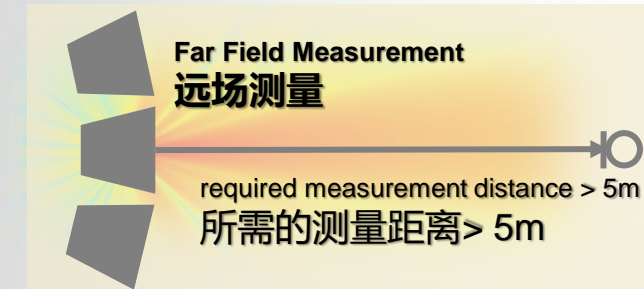 Far Field Measurement
远场测量
required measurement distance > 5m
所需的测量距离> 5m